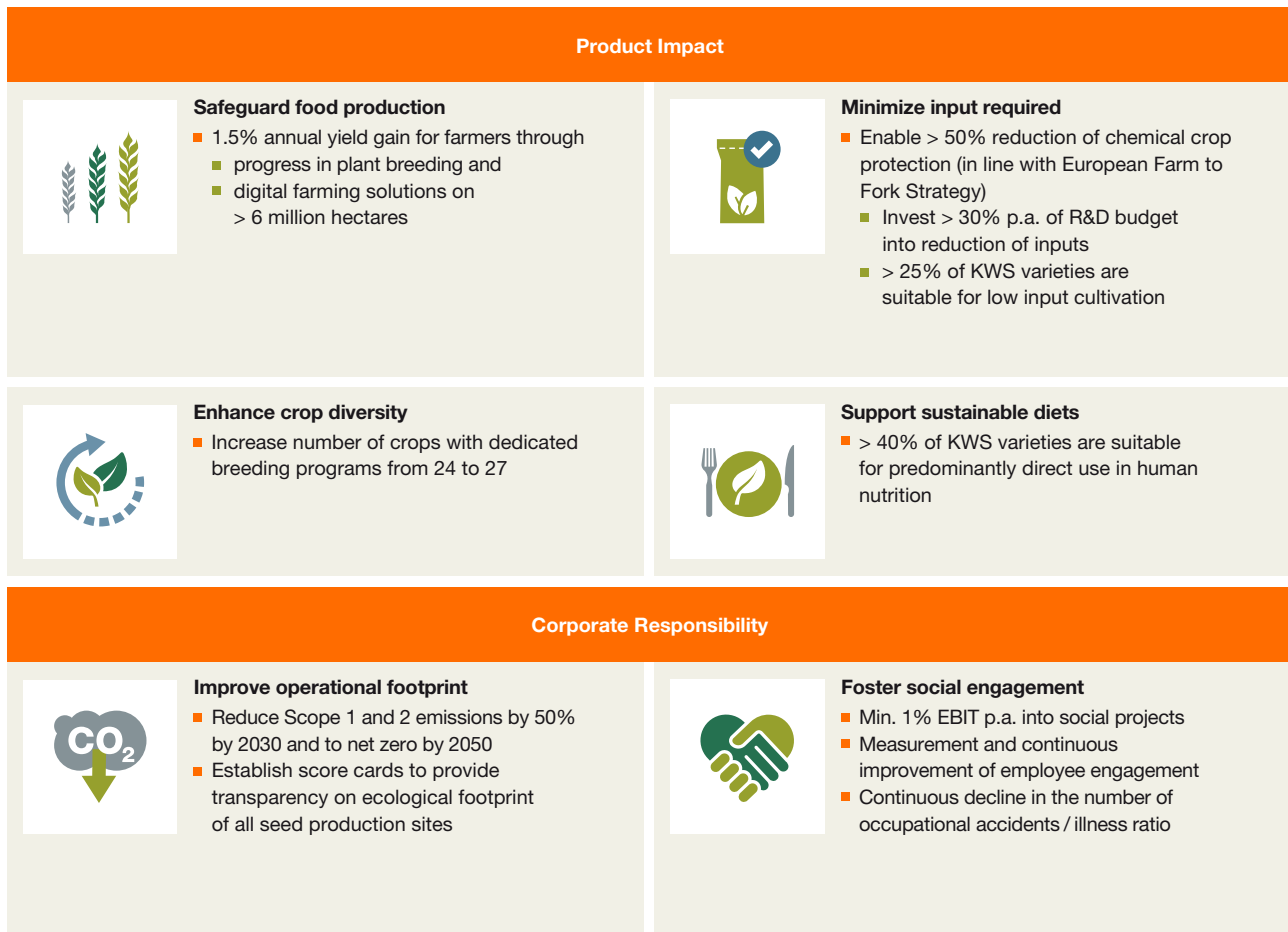 Product Impact
Safeguard food production
1.5% annual yield gain for farmers through
progress in plant breeding and
digital farming solutions on
> 6 million hectares
Minimize input required
Enable > 50% reduction of chemical crop
protection (in line with European Farm to
Fork Strategy)
Invest > 30% p.a. of R&D budget
into reduction of inputs
> 25% of KWS varieties are
suitable for low input cultivation
Enhance crop diversity
Increase number of crops with dedicated
breeding programs from 24 to 27
Support sustainable diets
> 40% of KWS varieties are suitable
for predominantly direct use in human
nutrition
Corporate Responsibility
CO2
Improve operational footprint
Reduce Scope 1 and 2 emissions by 50%
by 2030 and to net zero by 2050
Establish score cards to provide
transparency on ecological footprint
of all seed production sites
Foster social engagement
Min. 1% EBIT p.a. into social projects
Measurement and continuous
improvement of employee engagement
Continuous decline in the number of
occupational accidents / illness ratio